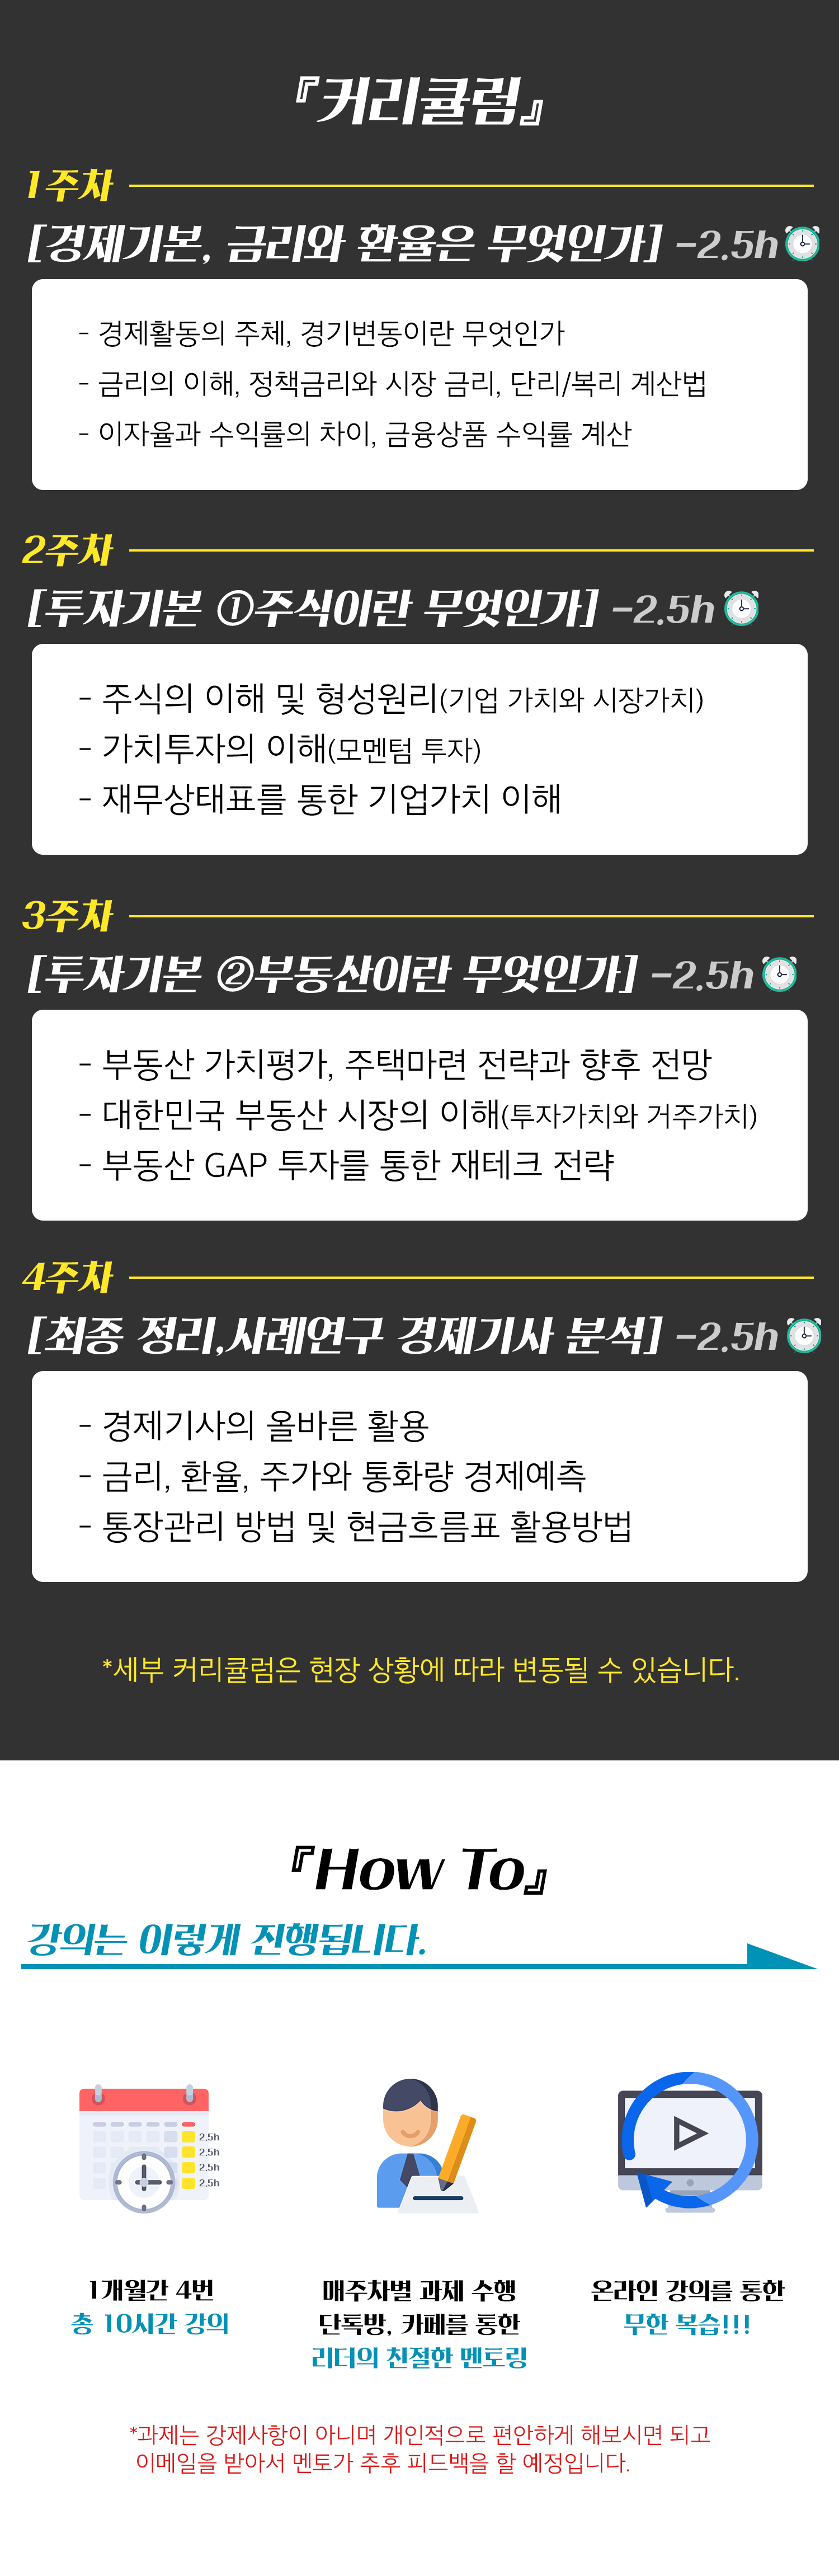 『커리큘럼』
1주차
[경제기본, 금리와 환율은 무엇인가] -2.5h
- 경제활동의 주체, 경기변동이란 무엇인가
- 금리의 이해, 정책금리와 시장 금리, 단리/복리 계산법
- 이자율과 수익률의 차이, 금융상품 수익률 계산
2주차
[투자기본 ①주식이란 무엇인가] -2.5h
- 주식의 이해 및 형성원리(기업 가치와 시장가치)
- 가치투자의 이해(모멘텀 투자)
- 재무상태표를 통한 기업가치 이해
3주차
[투자기본 ②부동산이란 무엇인가] -2.5h
- 부동산 가치평가, 주택마련 전략과 향후 전망
- 대한민국 부동산 시장의 이해(투자가치와 거주가치)
- 부동산 GAP 투자를 통한 재테크 전략
4주차
[최종 정리,사례연구 경제기사 분석] -2.5h
- 경제기사의 올바른 활용
- 금리, 환율, 주가와 통화량 경제예측
- 통장관리 방법 및 현금흐름표 활용방법
*세부 커리큘럼은 현장 상황에 따라 변동될 수 있습니다.
『How To』
강의는 이렇게 진행됩니다.
2.5h
2.5h
2.5h
2.5h
1개월간 4번
총 10시간 강의
매주차별 과제 수행
단톡방, 카페를 통한
리더의 친절한 멘토링
온라인 강의를 통한
무한 복습!!!
*과제는 강제사항이 아니며 개인적으로 편안하게 해보시면 되고
이메일을 받아서 멘토가 추후 피드백을 할 예정입니다.